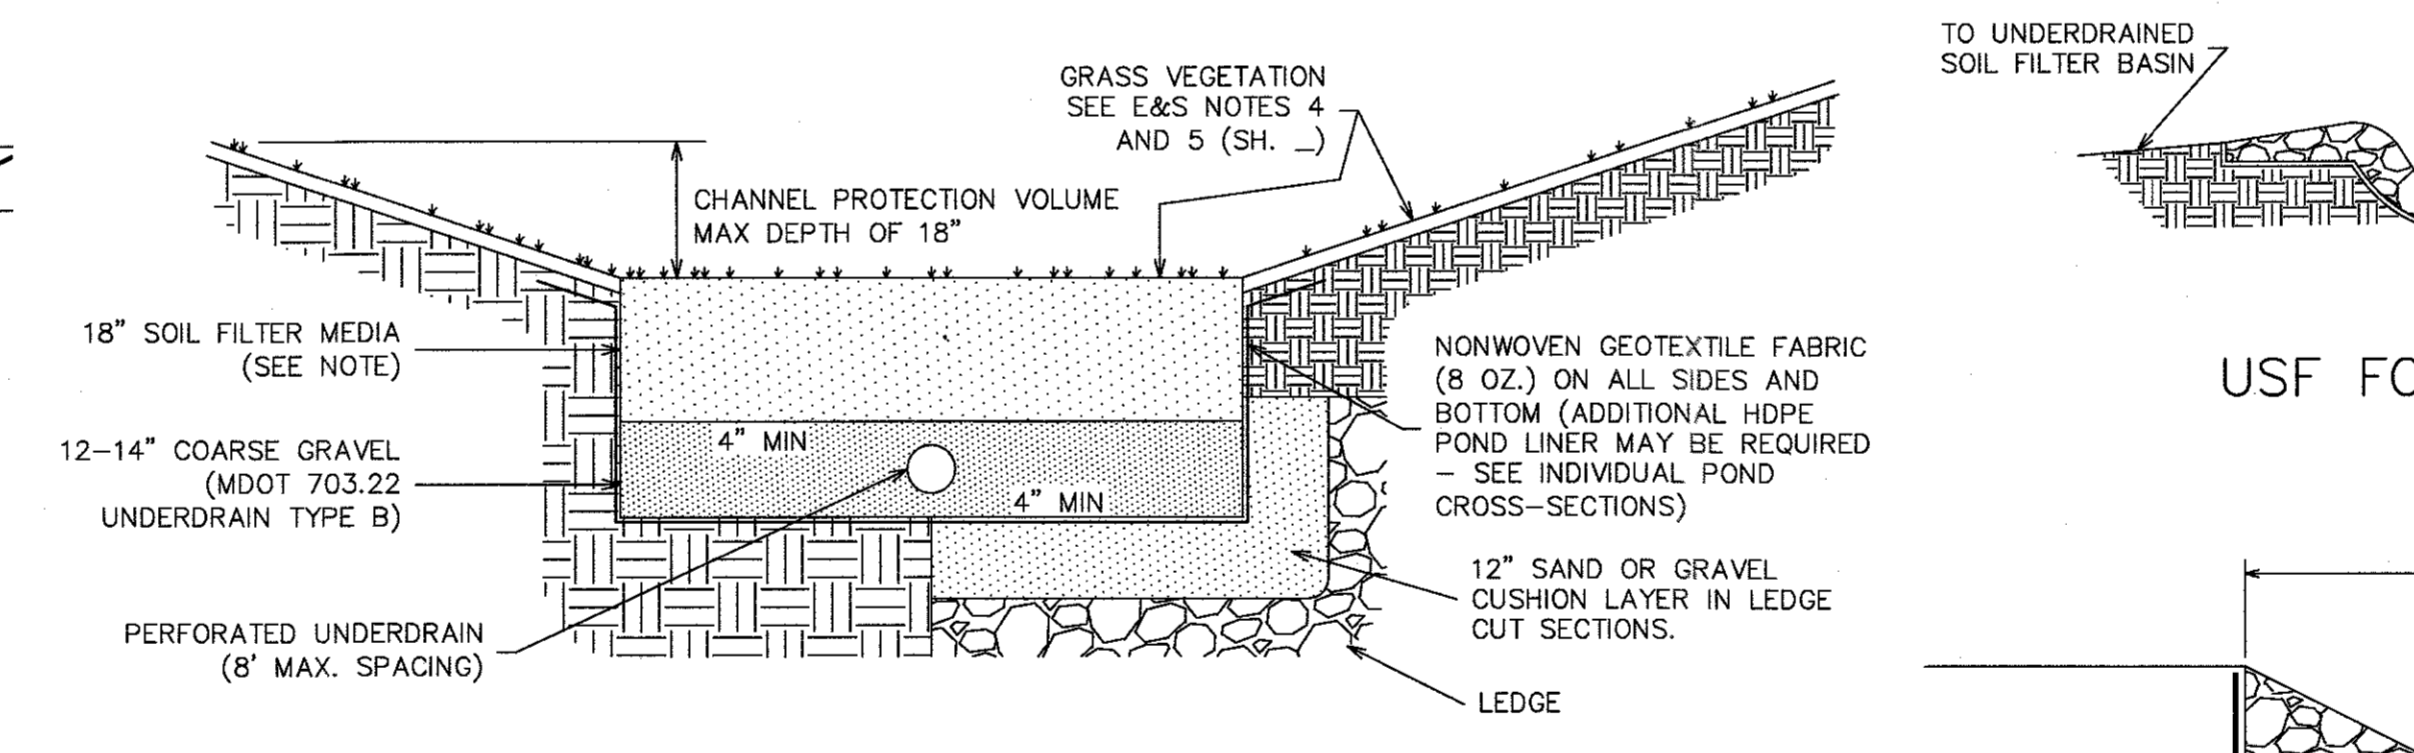 TO UNDERDRAINED
SOIL FILTER BASIN
GRASS VEGETATION
SEE E&S NOTES 4
AND 5 (SH. _)
CHANNEL PROTECTION VOLUME
MAX DEPTH OF 18"
18" SOIL FILTER MEDIA
(SEE NOTE)
NONWOVEN GEOTEXTILE FABRIC
(8 OZ.) ON ALL SIDES AND
BOTTOM (ADDITIONAL HDPE
POND LINER MAY BE REQUIRED
– SEE INDIVIDUAL POND
CROSS–SECTIONS)
USF FO
4" MIN
12–14" COARSE GRAVEL
(MDOT 703.22
UNDERDRAIN TYPE B)
4" MIN
12" SAND OR GRAVEL
CUSHION LAYER IN LEDGE
CUT SECTIONS.
PERFORATED UNDERDRAIN
(8' MAX. SPACING)
LEDGE